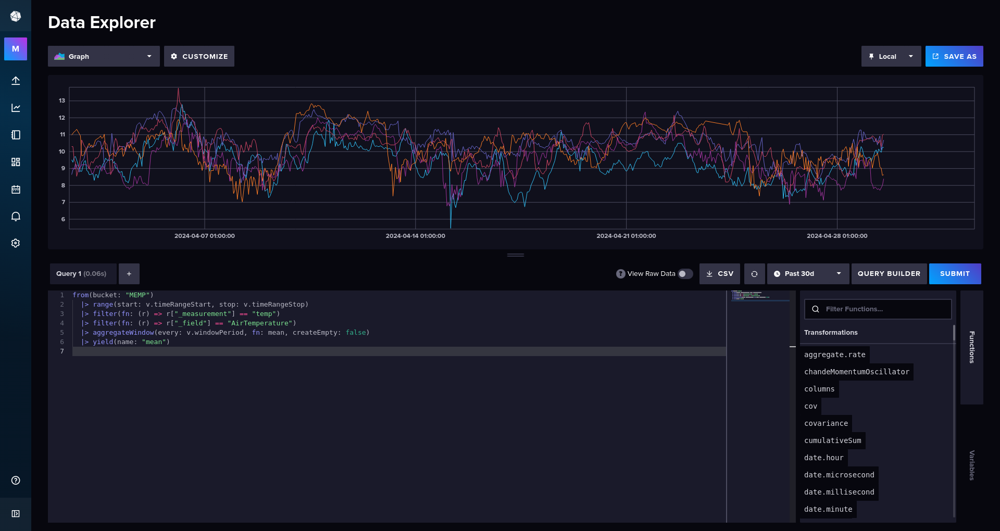 Data Explorer
M
Graph
CUSTOMIZE
Local
SAVE AS
13
12
11
10
9
8
7
6
2024-04-07 01:00:00
2024-04-14 01:00:00
2024-04-21 01:00:00
2024-04-28 01:00:00
Query 1 (0.06s)
+
? View Raw Data
CSV
Past 30d
QUERY BUILDER
SUBMIT
1 from(bucket: "MEMP")
2 |> range(start: v.timeRangeStart, stop: v.timeRangeStop)
3 |> filter(fn: (r) => r["_measurement"] == "temp")
4 |> filter(fn: (r) => r["_field"] == "AirTemperature")
5 |> aggregateWindow(every: v.windowPeriod, fn: mean, createEmpty: false)
6 |> yield(name: "mean")
7
Filter Functions...
Transformations
aggregate.rate
chandeMomentumOscillator
columns
cov
covariance
cumulativeSum
date.hour
date.microsecond
date.millisecond
date.minute
Functions
Variables
?